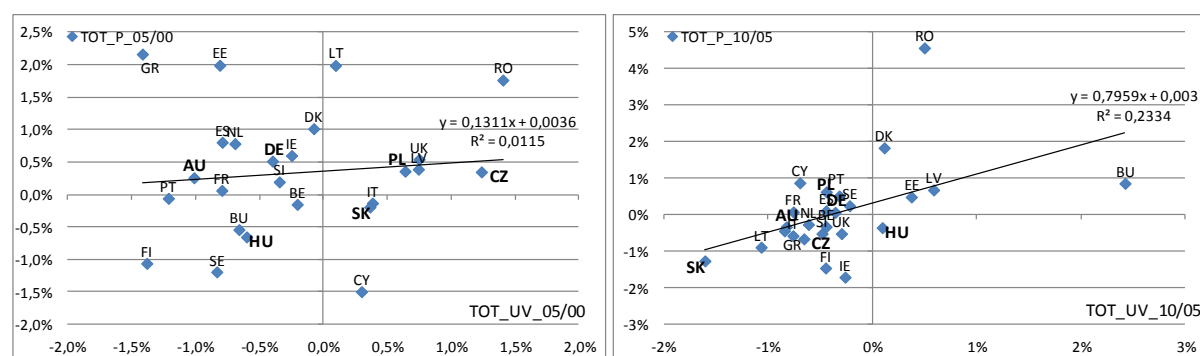 2,5%
TOT_P_05/00
2,0%
1,5%
1,0%
0,5%
0,0%
-0,5%
-1,0%
-1,5%
-2,0%
GR
EE
LT
RO
DK
ES
NL
IE
DE
y = 0,1311x + 0,0036
R² = 0,0115
UK
LV
PL
CZ
AU
FR
SI
PT
BE
IT
SK
BU
HU
FI
SE
CY
TOT_UV_05/00
-2,0%
-1,5%
-1,0%
-0,5%
0,0%
0,5%
1,0%
1,5%
2,0%
5%
TOT_P_10/05
4%
3%
2%
1%
0%
-1%
-2%
-3%
RO
y = 0,7959x + 0,003
R² = 0,2334
DK
CY
PL
PT
ES
SE
DE
EE
LV
BU
FR
AU
IT
NL
BE
SI
UK
HU
LT
GR
CZ
SK
FI
IE
TOT_UV_10/05
-2%
-1%
0%
1%
2%
3%